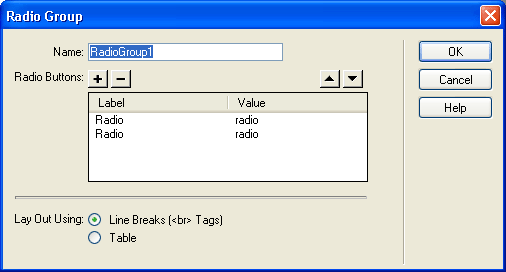 Radio Group
Name: RadioGroup1 OK
Radio Buttons: + − Cancel
Label Value Help
Radio radio
Radio radio
Lay Out Using: Line Breaks (<br> Tags)
Table